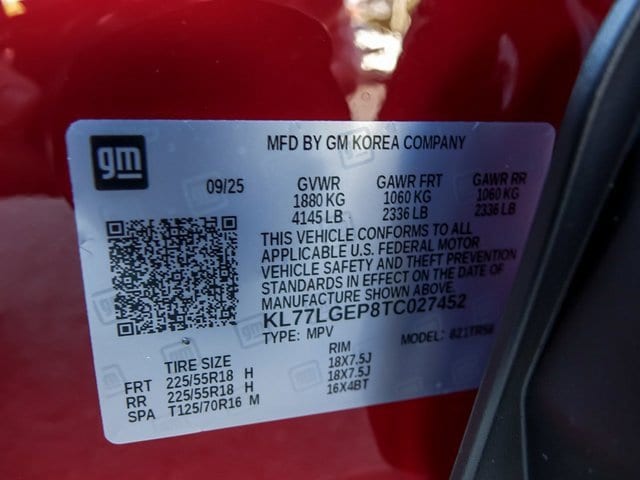 gm
MFD BY GM KOREA COMPANY
09/25 GVWR GAWR FRT GAWR RR
1880 KG 1060 KG 1060 KG
4145 LB 2336 LB 2336 LB
THIS VEHICLE CONFORMS TO ALL
APPLICABLE U.S. FEDERAL MOTOR
VEHICLE SAFETY AND THEFT PREVENTION
STANDARDS IN EFFECT ON THE DATE OF
MANUFACTURE SHOWN ABOVE.
KL77LGEP8TC027452
TYPE: MPV MODEL:
TIRE SIZE RIM
FRT 225/55R18 H 18X7.5J
RR 225/55R18 H 18X7.5J
SPA T125/70R16 M 16X4BT